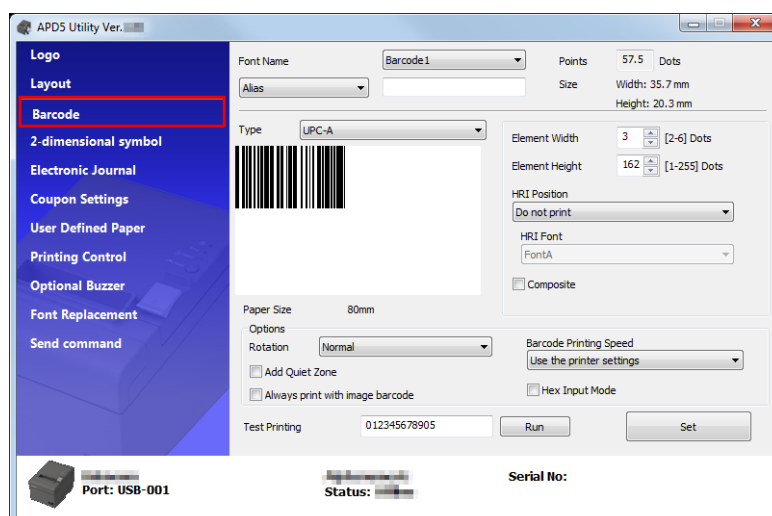 APD5 Utility Ver.
Logo
Layout
Barcode
2-dimensional symbol
Electronic Journal
Coupon Settings
User Defined Paper
Printing Control
Optional Buzzer
Font Replacement
Send command
Font Name Barcode1 Points 57.5 Dots
Alias Size Width: 35.7 mm
Height: 20.3 mm
Type UPC-A
Element Width 3 [2-6] Dots
Element Height 162 [1-255] Dots
HRI Position
Do not print
HRI Font
FontA
Composite
Paper Size 80mm
Options
Rotation Normal
Add Quiet Zone
Always print with image barcode
Barcode Printing Speed
Use the printer settings
Hex Input Mode
Test Printing 012345678905 Run Set
Port: USB-001
Status:
Serial No: